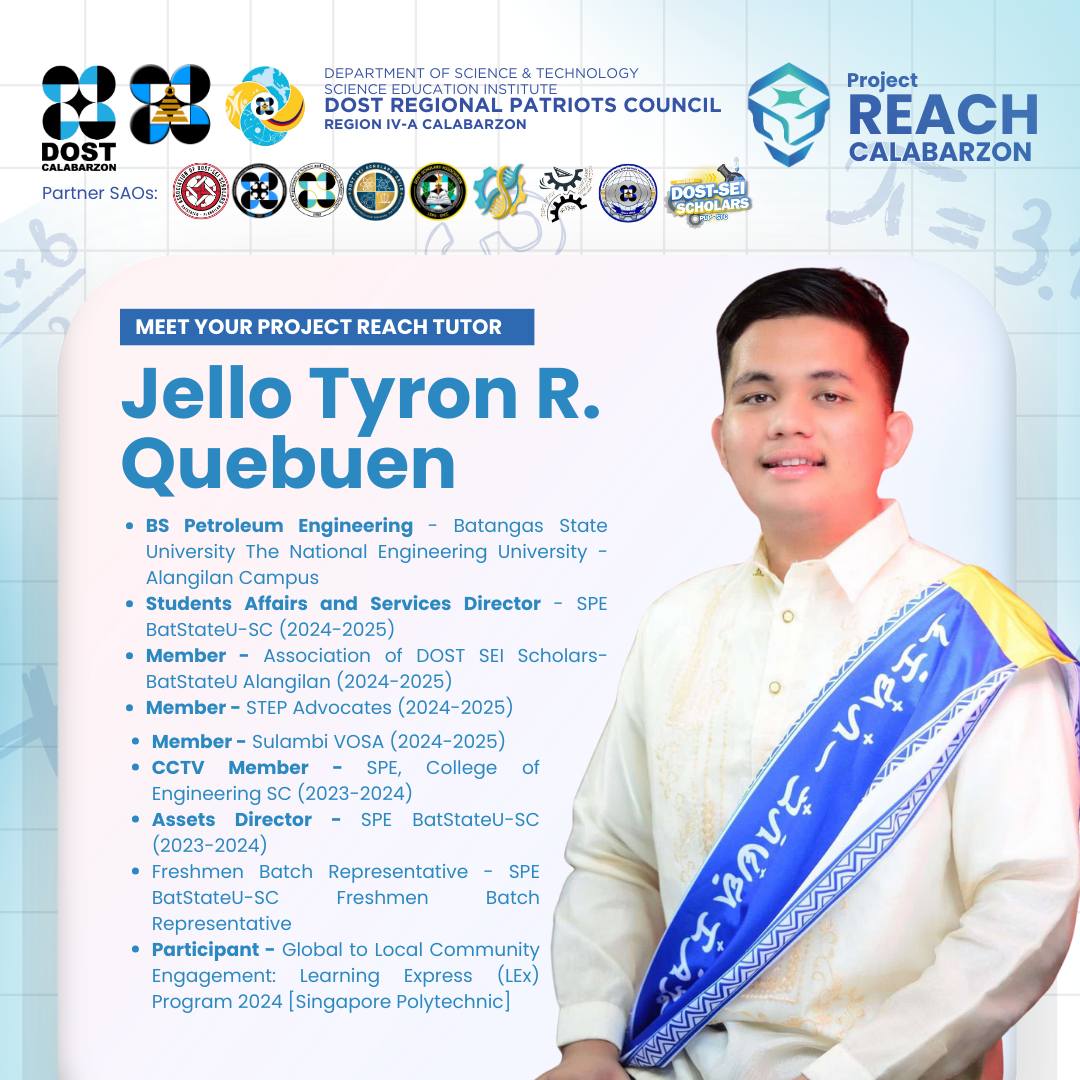 DEPARTMENT OF SCIENCE & TECHNOLOGY
SCIENCE EDUCATION INSTITUTE
DOST REGIONAL PATRIOTS COUNCIL
REGION IV-A CALABARZON
DOST
CALABARZON
Project
REACH
CALABARZON
Partner SAOs:
DOST-SEI
SCHOLARS
MEET YOUR PROJECT REACH TUTOR
Jello Tyron R.
Quebuen
• BS Petroleum Engineering - Batangas State
University The National Engineering University -
Alangilan Campus
• Students Affairs and Services Director - SPE
BatStateU-SC (2024-2025)
• Member - Association of DOST SEI Scholars-
BatStateU Alangilan (2024-2025)
• Member - STEP Advocates (2024-2025)
• Member - Sulambi VOSA (2024-2025)
• CCTV Member - SPE, College of
Engineering SC (2023-2024)
• Assets Director - SPE BatStateU-SC
(2023-2024)
• Freshmen Batch Representative - SPE
BatStateU-SC Freshmen Batch
Representative
• Participant - Global to Local Community
Engagement: Learning Express (LEx)
Program 2024 [Singapore Polytechnic]